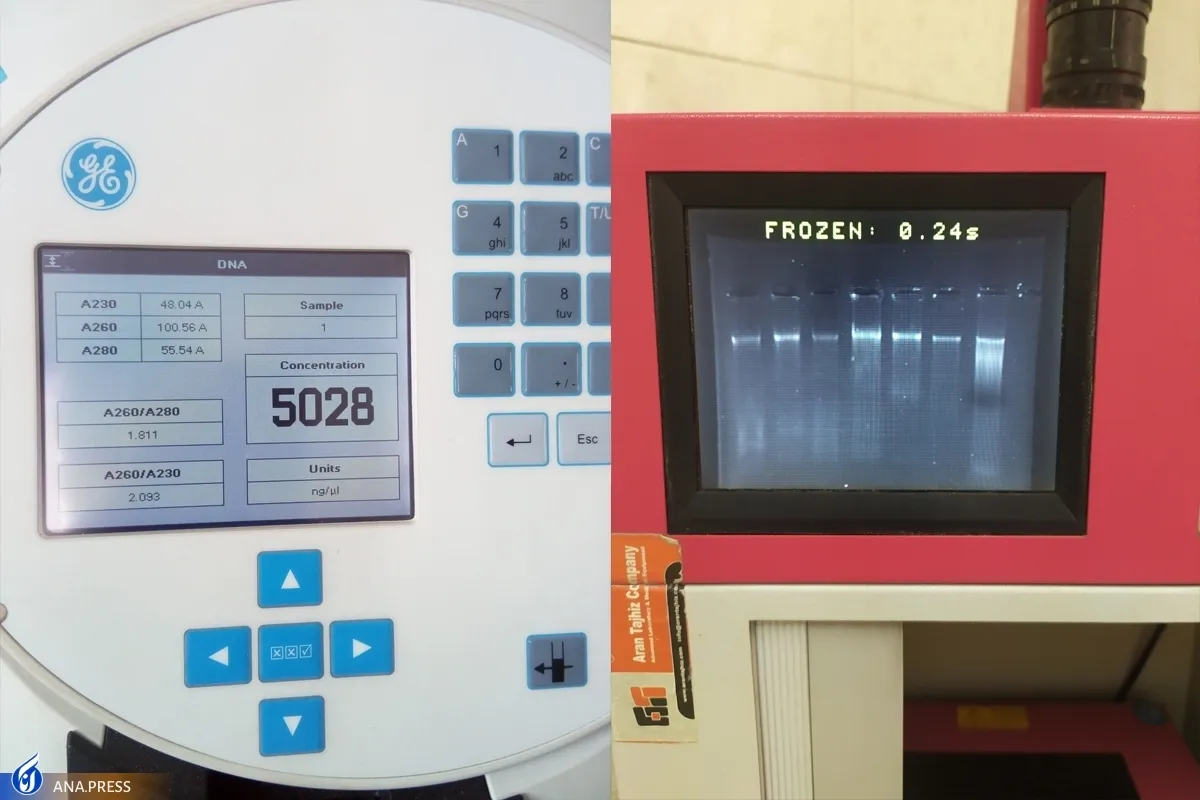 GE
DNA
A230 48.04 A
A260 100.56 A
A280 55.54 A
A260/A280
1.811
A260/A230
2.093
Sample
1
Concentration
5028
Units
ng/µl
A 1
2 abc
C
G 4 ghi
5 jkl
T/U
7 pqrs
8 tuv
0
. + / -
Esc
FROZEN: 0.24s
Aran Tajhiz Company
ANA.PRESS